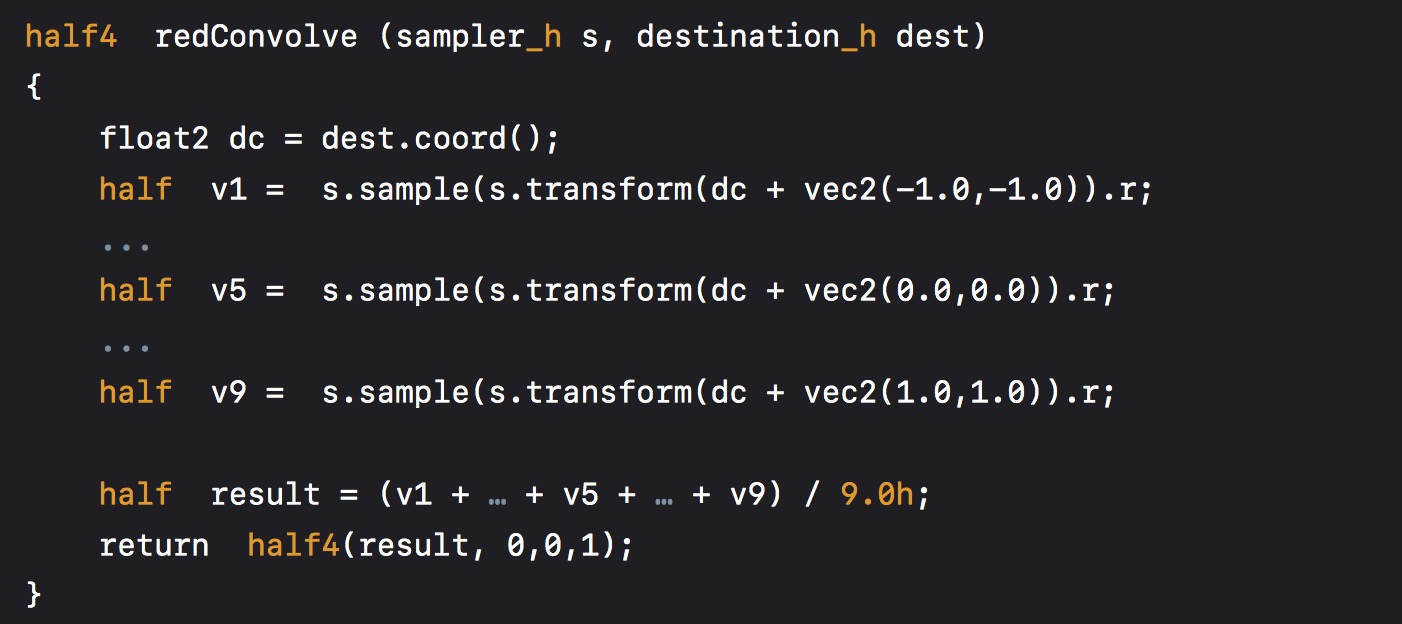 half4  redConvolve (sampler_h s, destination_h dest)
{
    float2 dc = dest.coord();
    half  v1 =  s.sample(s.transform(dc + vec2(-1.0,-1.0)).r;
    ...
    half  v5 =  s.sample(s.transform(dc + vec2(0.0,0.0)).r;
    ...
    half  v9 =  s.sample(s.transform(dc + vec2(1.0,1.0)).r;

    half  result = (v1 + … + v5 + … + v9) / 9.0h;
    return  half4(result, 0,0,1);
}